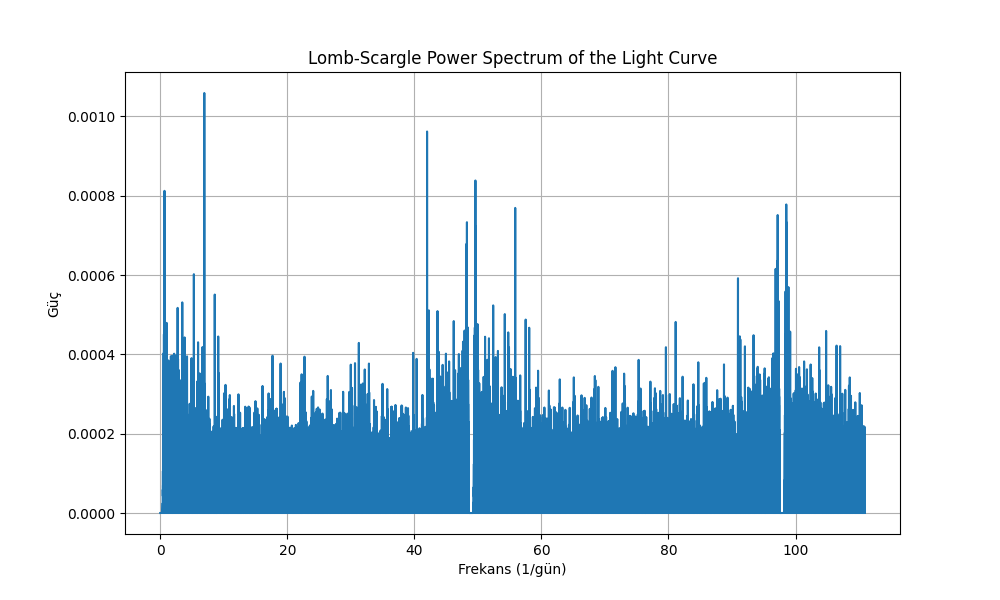 Lomb-Scargle Power Spectrum of the Light Curve
0.0010
0.0008
0.0006
0.0004
0.0002
0.0000
Güç
0 20 40 60 80 100
Frekans (1/gün)